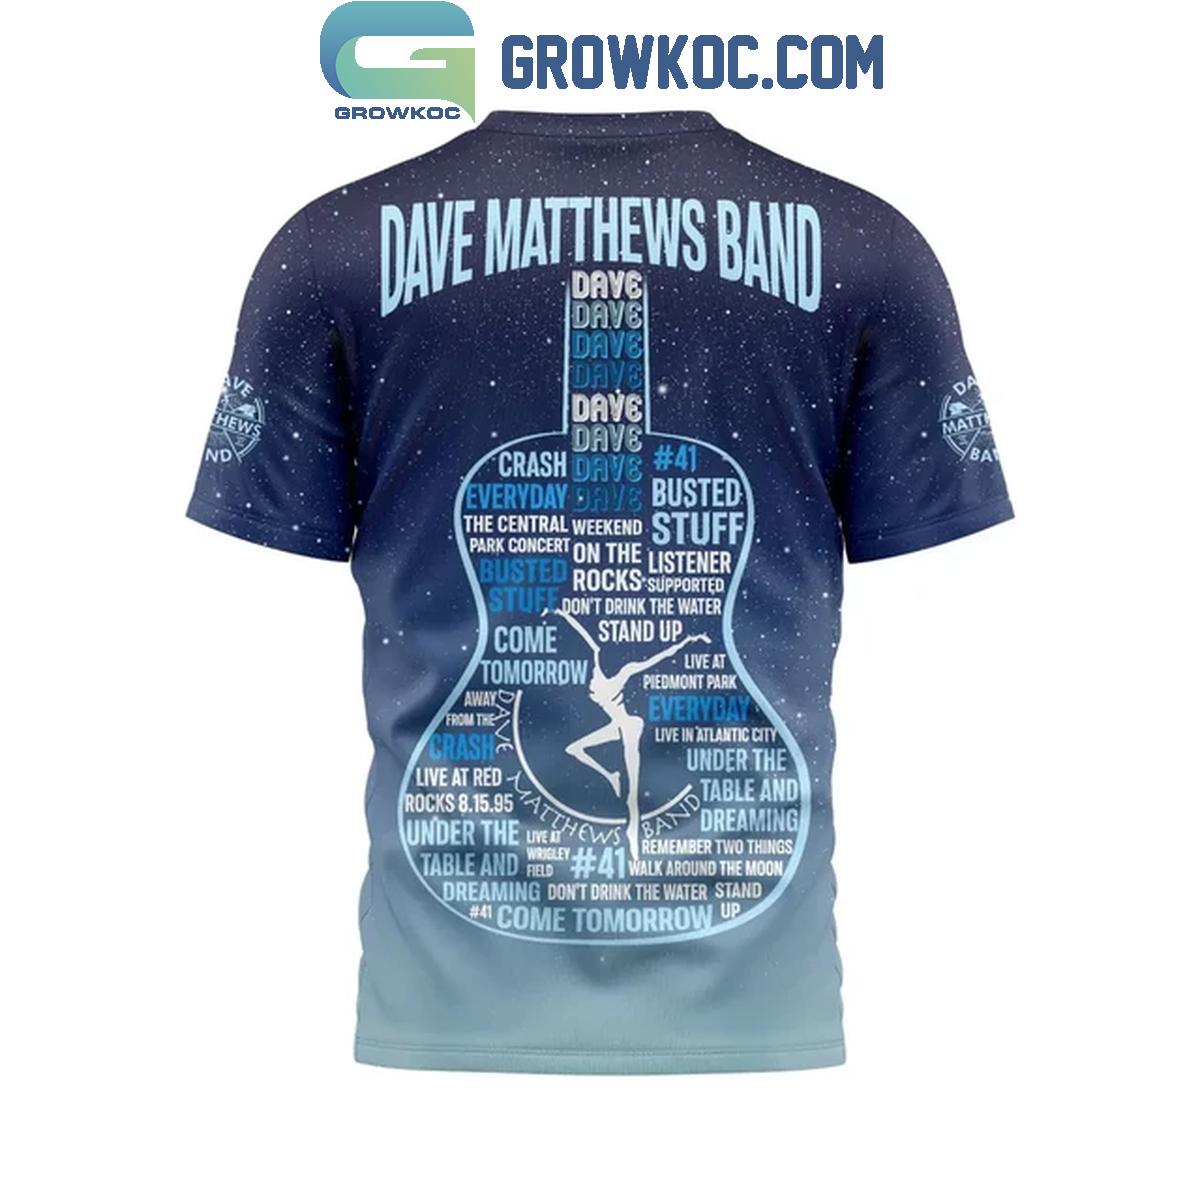 GROWKOC
GROWKOC.COM
DAVE MATTHEWS BAND
DAVE
DAVE
DAVE
DAVE
DAVE
DAVE
DAVE
DAVE
CRASH
EVERYDAY
THE CENTRAL
PARK CONCERT
BUSTED
STUFF
COME
TOMORROW
AWAY
FROM THE
CRASH
LIVE AT RED
ROCKS 8.15.95
UNDER THE
TABLE AND
DREAMING
#41
WEEKEND
ON THE
ROCKS
#41
BUSTED
STUFF
LISTENER
SUPPORTED
DON'T DRINK THE WATER
STAND UP
LIVE AT
PIEDMONT PARK
EVERYDAY
LIVE IN ATLANTIC CITY
UNDER THE
TABLE AND
DREAMING
DAVE MATTHEWS BAND
LIVE AT
WRIGLEY
FIELD
#41
REMEMBER TWO THINGS
WALK AROUND THE MOON
DON'T DRINK THE WATER
STAND
UP
COME TOMORROW